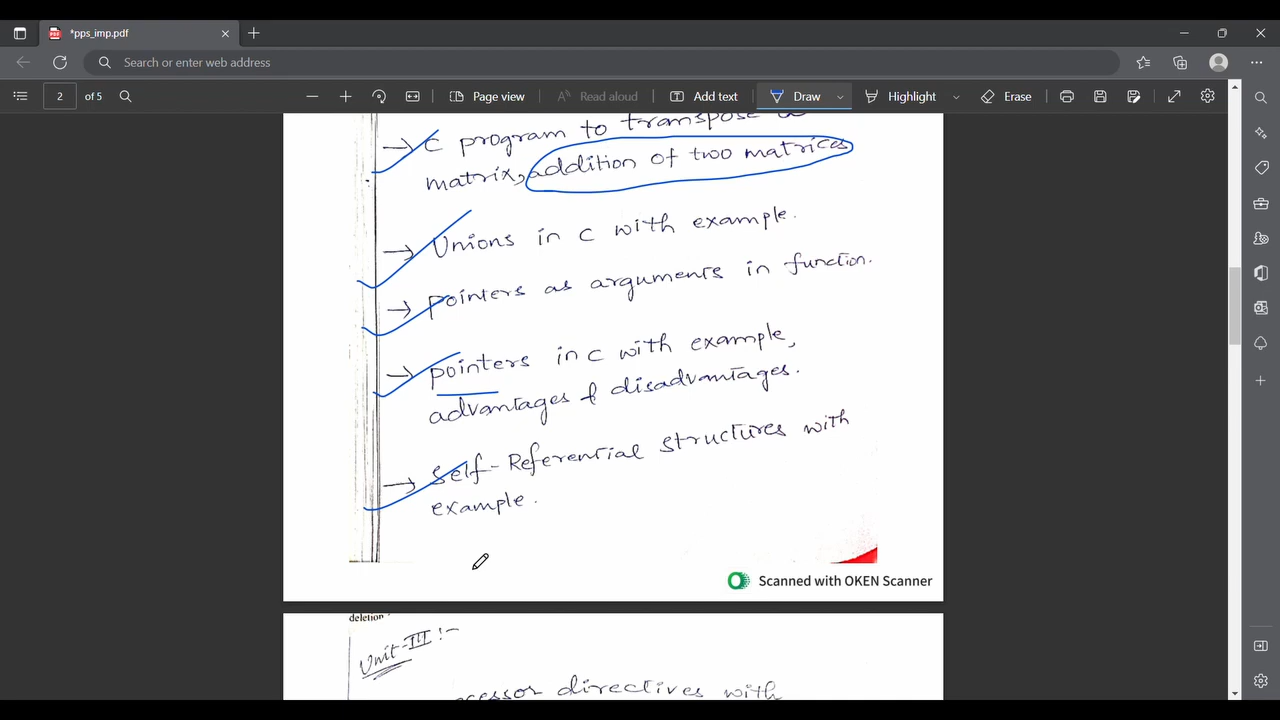 *pps_imp.pdf
Search or enter web address
2 of 5 Page view Read aloud Add text Draw Highlight Erase
→ C program to transpose a
matrix, addition of two matrices
→ Unions in C with example.
→ pointers as arguments in function.
→ pointers in C with example,
advantages & disadvantages.
→ Self-Referential structures with
example.
Scanned with OKEN Scanner
deletion
Unit-III :-
directives with